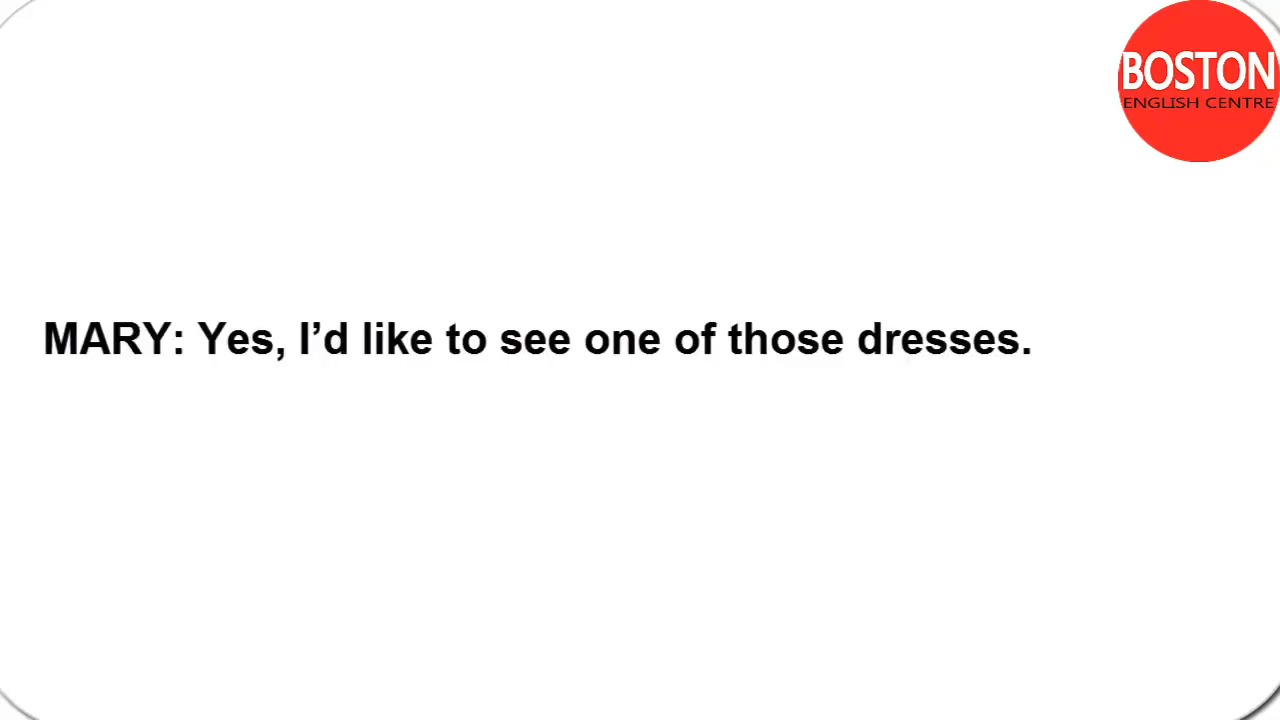 BOSTON
ENGLISH CENTRE
MARY: Yes, I’d like to see one of those dresses.